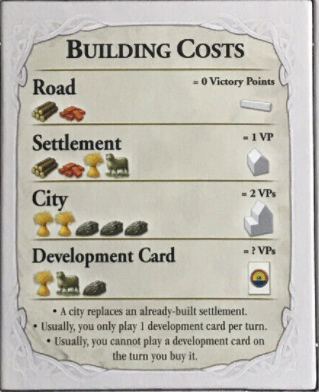 BUILDING COSTS
Road = 0 Victory Points
Settlement = 1 VP
City = 2 VPs
Development Card = ? VPs
• A city replaces an already-built settlement.
• Usually, you only play 1 development card per turn.
• Usually, you cannot play a development card on
the turn you buy it.